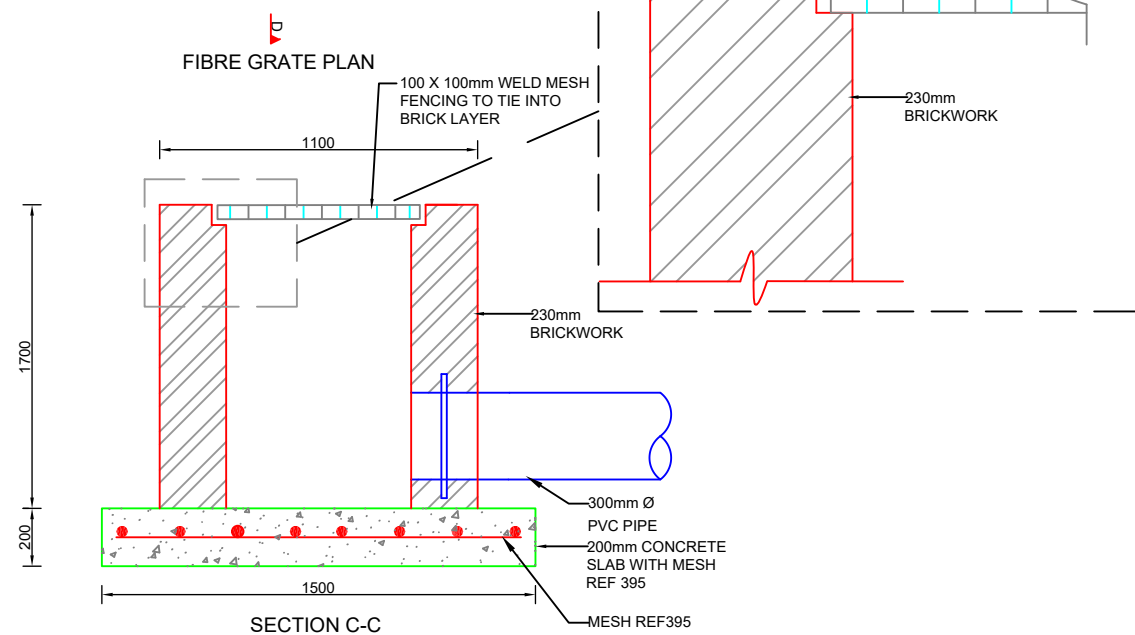 D
FIBRE GRATE PLAN
100 X 100mm WELD MESH
FENCING TO TIE INTO
BRICK LAYER
1100
230mm
BRICKWORK
1700
230mm
BRICKWORK
300mm Ø
PVC PIPE
200
200mm CONCRETE
SLAB WITH MESH
REF 395
1500
MESH REF395
SECTION C-C